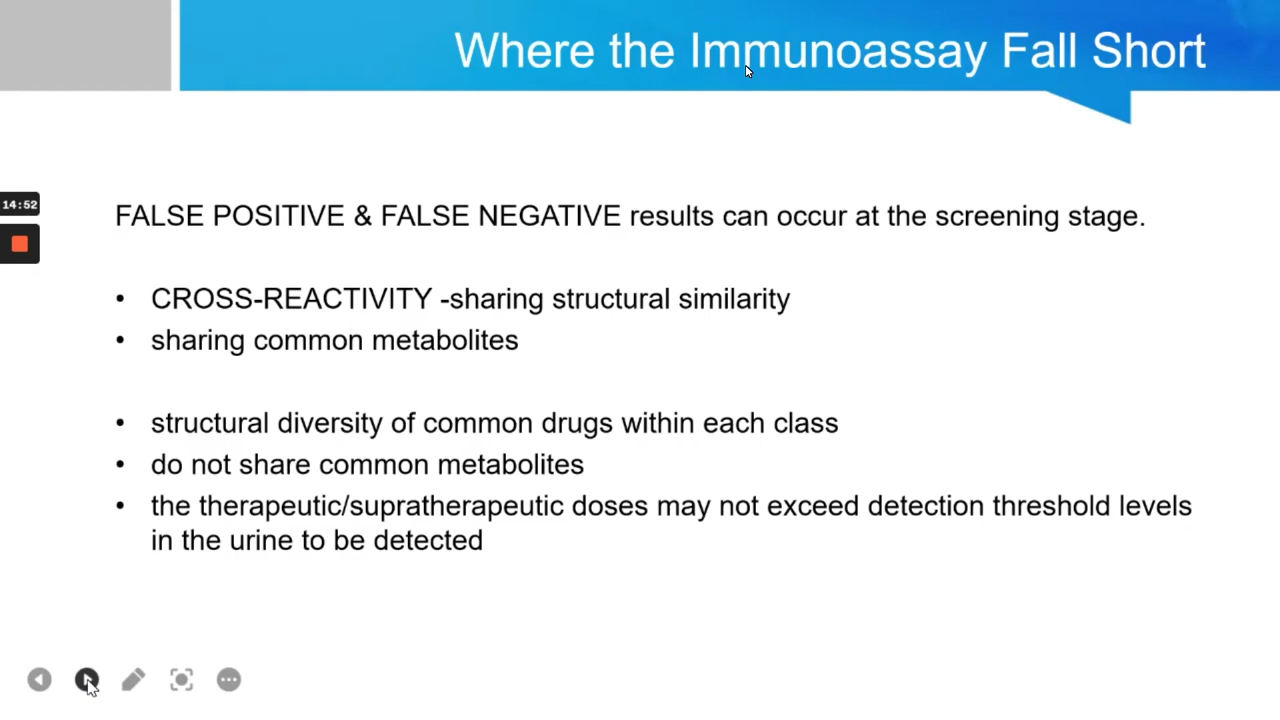 Where the Immunoassay Fall Short
14:52
FALSE POSITIVE & FALSE NEGATIVE results can occur at the screening stage.
• CROSS-REACTIVITY -sharing structural similarity
• sharing common metabolites
• structural diversity of common drugs within each class
• do not share common metabolites
• the therapeutic/supratherapeutic doses may not exceed detection threshold levels
in the urine to be detected